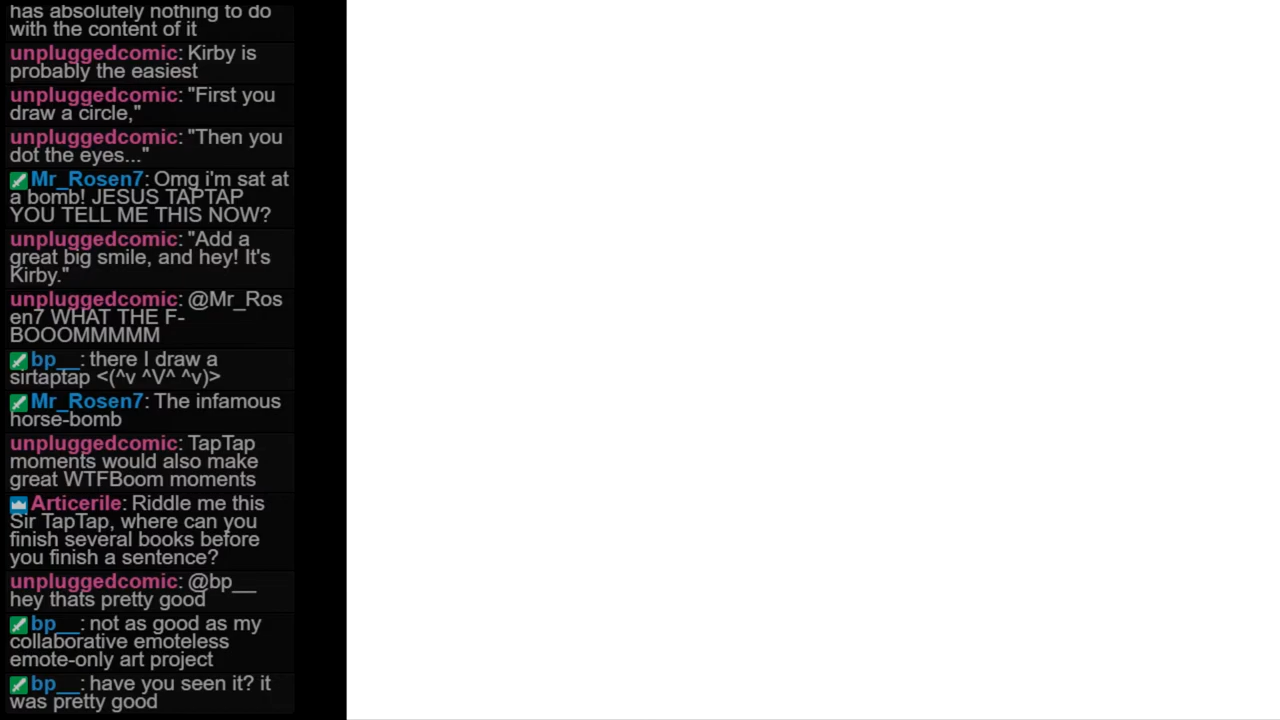 has absolutely nothing to do
with the content of it
unpluggedcomic: Kirby is
probably the easiest
unpluggedcomic: "First you
draw a circle,"
unpluggedcomic: "Then you
dot the eyes..."
Mr_Rosen7: Omg i'm sat at
a bomb! JESUS TAPTAP
YOU TELL ME THIS NOW?
unpluggedcomic: "Add a
great big smile, and hey! It's
Kirby."
unpluggedcomic: @Mr_Ros
en7 WHAT THE F-
BOOOMMMMM
bp__: there I draw a
sirtaptap <(^v ^V^ ^v)>
Mr_Rosen7: The infamous
horse-bomb
unpluggedcomic: TapTap
moments would also make
great WTFBoom moments
Articerile: Riddle me this
Sir TapTap, where can you
finish several books before
you finish a sentence?
unpluggedcomic: @bp__
hey thats pretty good
bp__: not as good as my
collaborative emoteless
emote-only art project
bp__: have you seen it? it
was pretty good